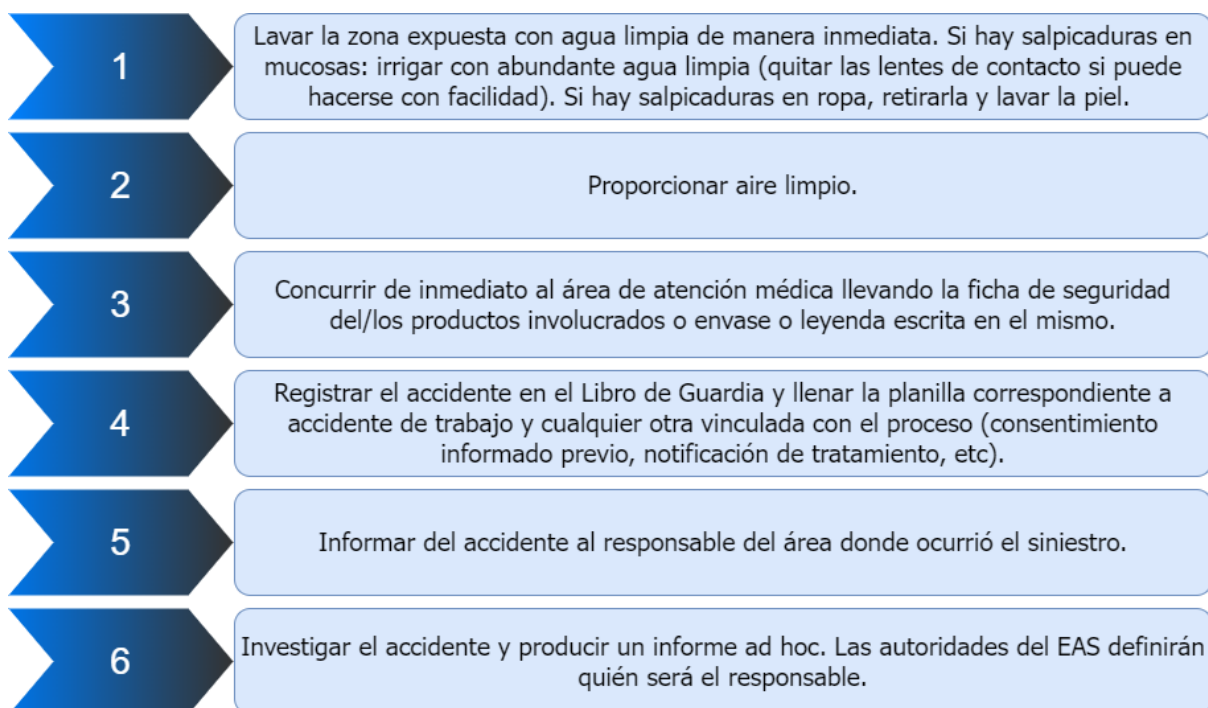 1
Lavar la zona expuesta con agua limpia de manera inmediata. Si hay salpicaduras en
mucosas: irrigar con abundante agua limpia (quitar las lentes de contacto si puede
hacerse con facilidad). Si hay salpicaduras en ropa, retirarla y lavar la piel.
2
Proporcionar aire limpio.
3
Concurrir de inmediato al área de atención médica llevando la ficha de seguridad
del/los productos involucrados o envase o leyenda escrita en el mismo.
4
Registrar el accidente en el Libro de Guardia y llenar la planilla correspondiente a
accidente de trabajo y cualquier otra vinculada con el proceso (consentimiento
informado previo, notificación de tratamiento, etc).
5
Informar del accidente al responsable del área donde ocurrió el siniestro.
6
Investigar el accidente y producir un informe ad hoc. Las autoridades del EAS definirán
quién será el responsable.